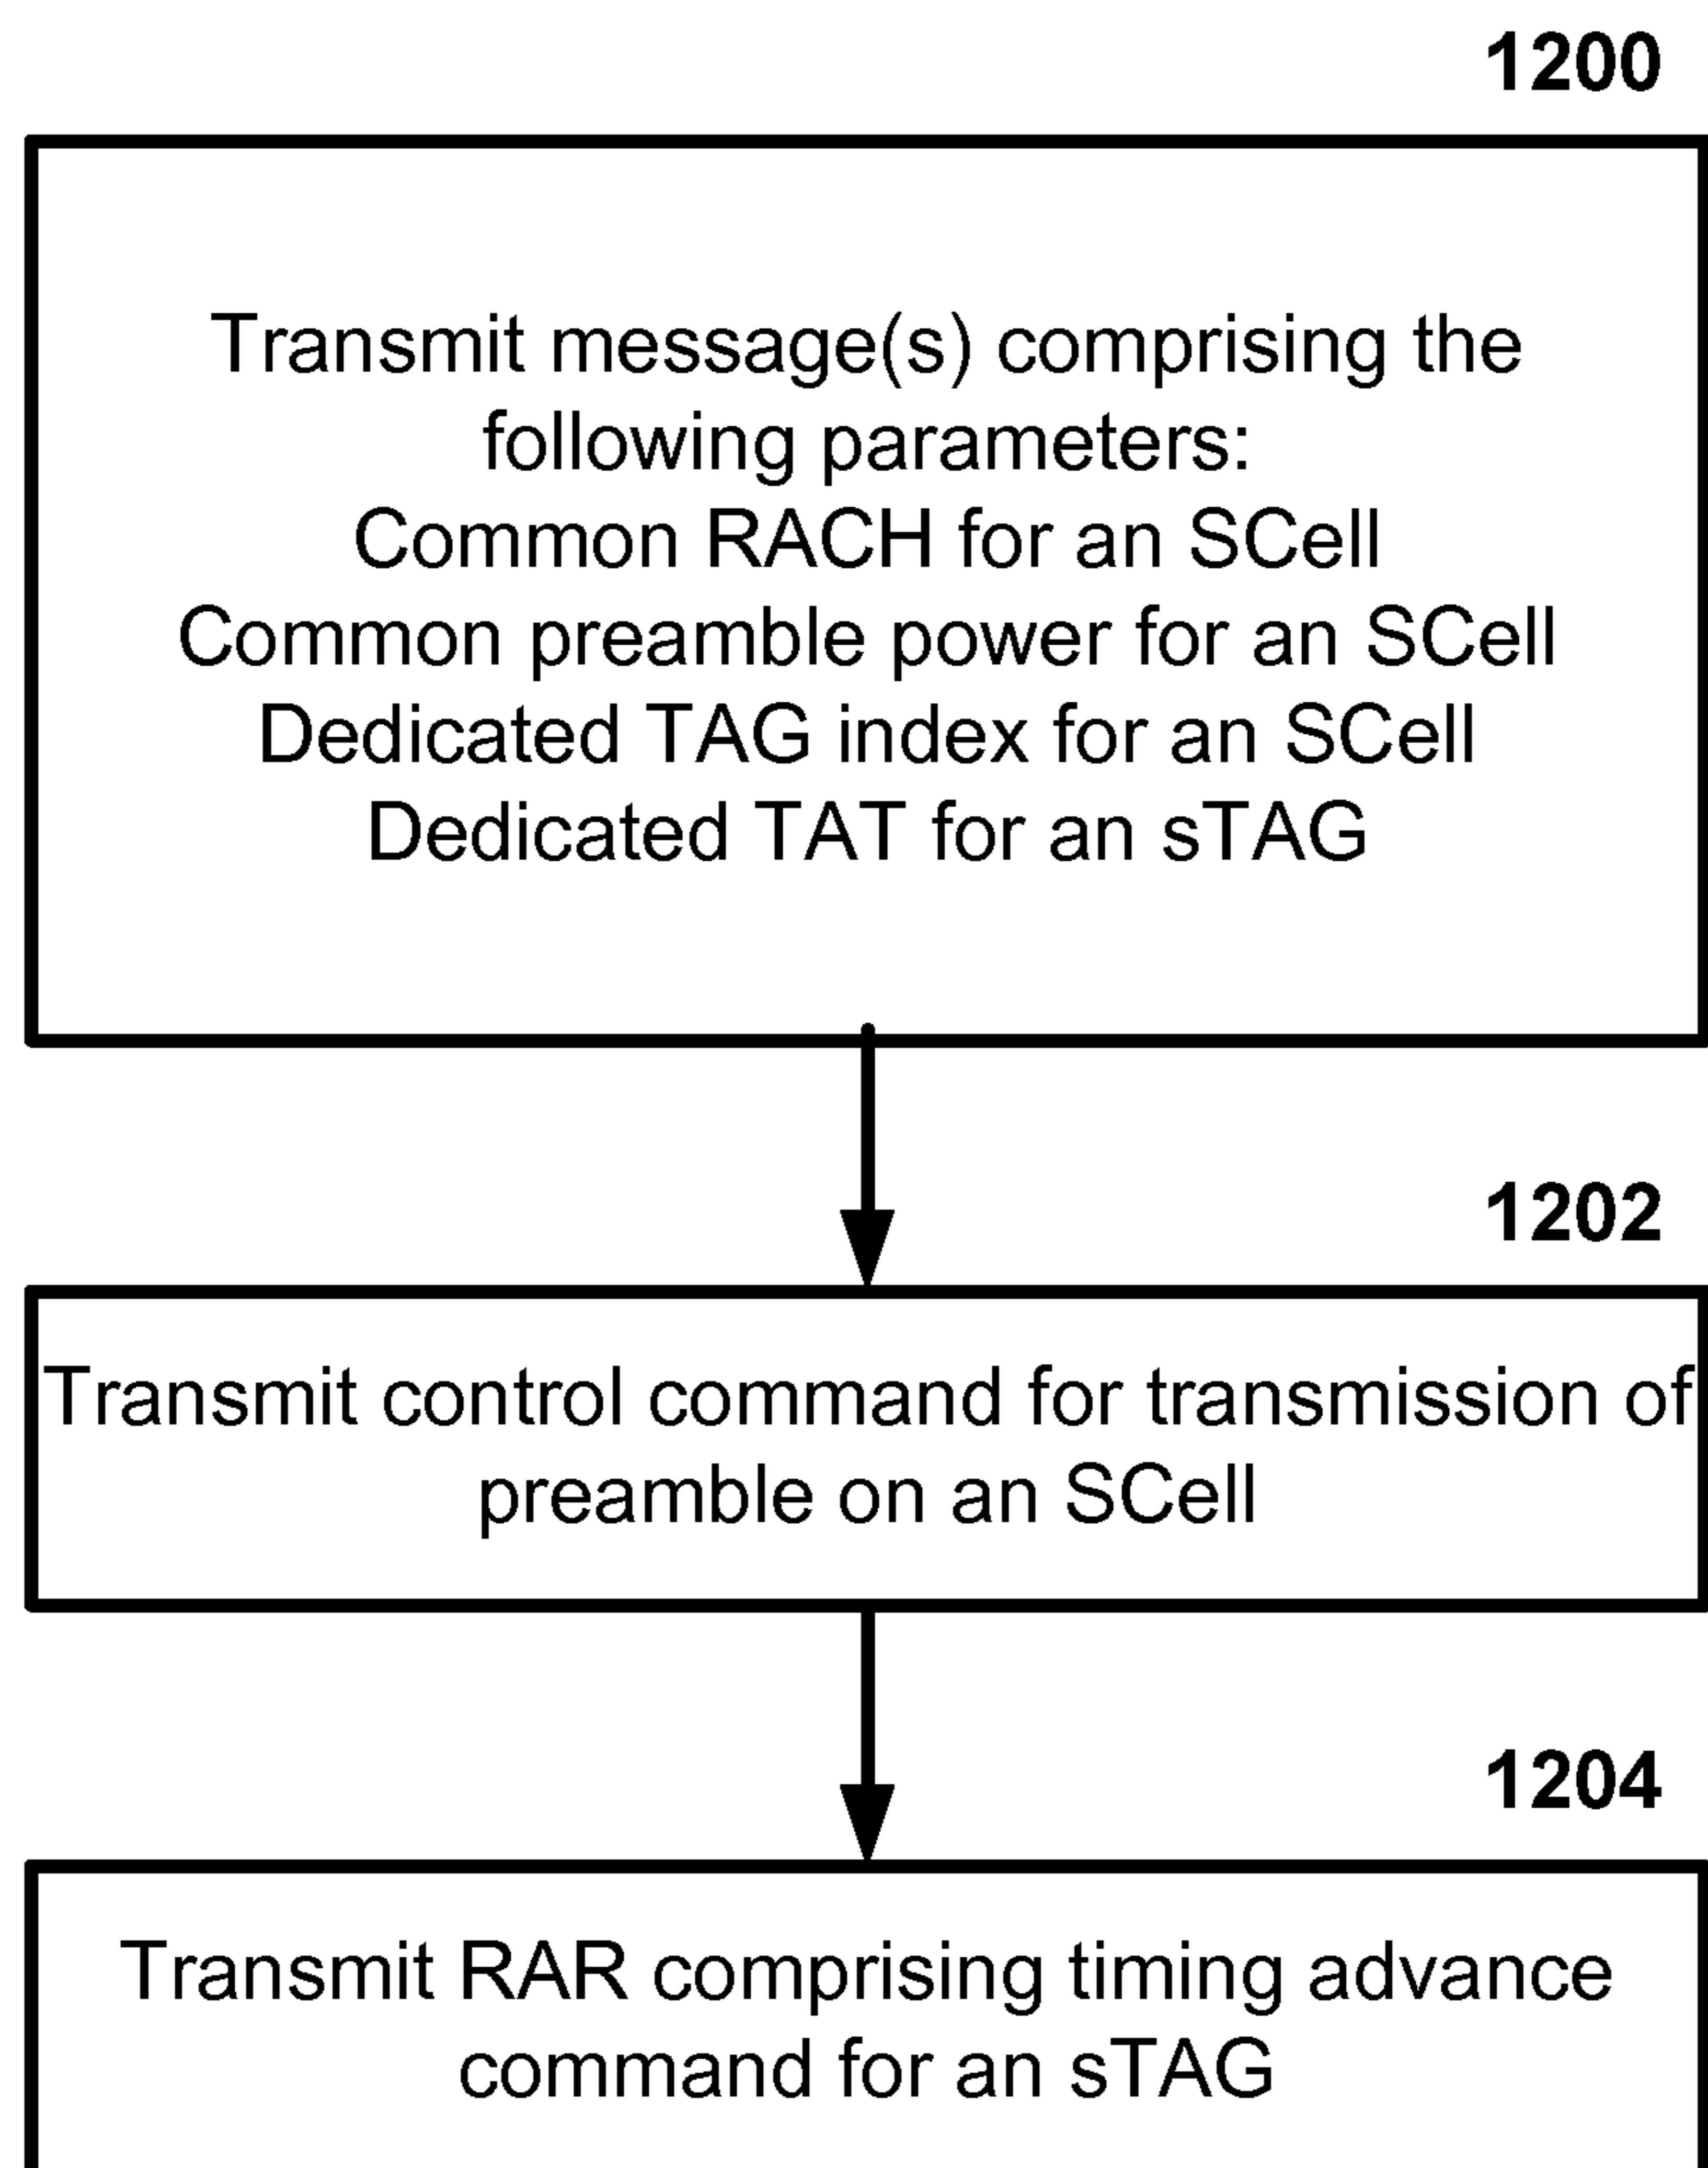 1200
Transmit message(s) comprising the
following parameters:
Common RACH for an SCell
Common preamble power for an SCell
Dedicated TAG index for an SCell
Dedicated TAT for an sTAG
1202
Transmit control command for transmission of
preamble on an SCell
1204
Transmit RAR comprising timing advance
command for an sTAG